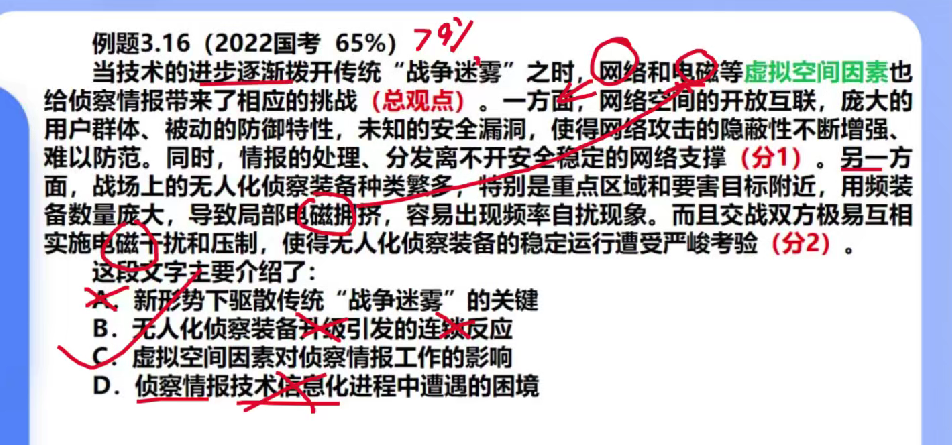 例题3.16（2022国考 65%）79%
当技术的进步逐渐拨开传统“战争迷雾”之时，网络和电磁等虚拟空间因素也
给侦察情报带来了相应的挑战（总观点）。一方面，网络空间的开放互联，庞大的
用户群体、被动的防御特性，未知的安全漏洞，使得网络攻击的隐蔽性不断增强、
难以防范。同时，情报的处理、分发离不开安全稳定的网络支撑（分1）。另一方
面，战场上的无人化侦察装备种类繁多，特别是重点区域和要害目标附近，用频装
备数量庞大，导致局部电磁拥挤，容易出现频率自扰现象。而且交战双方极易互相
实施电磁干扰和压制，使得无人化侦察装备的稳定运行遭受严峻考验（分2）。
这段文字主要介绍了：
A．新形势下驱散传统“战争迷雾”的关键
B．无人化侦察装备升级引发的连锁反应
C．虚拟空间因素对侦察情报工作的影响
D．侦察情报技术信息化进程中遭遇的困境